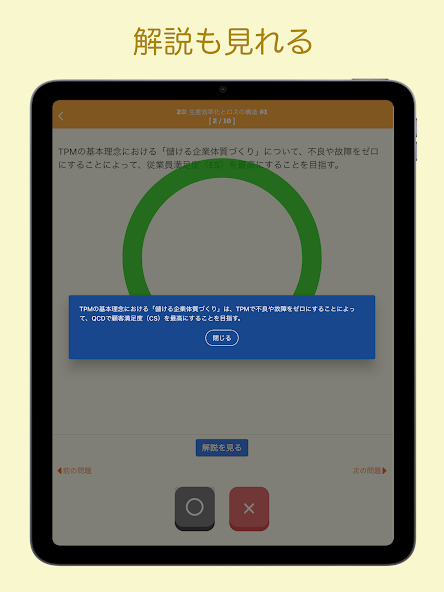 解説も見れる
2章 生産効率化とロスの構造 #1
[ 2 / 10 ]
TPMの基本理念における「儲ける企業体質づくり」について、不良や故障をゼロ
にすることによって、従業員満足度（ES）を最高にすることを目指す。
TPMの基本理念における「儲ける企業体質づくり」は、TPMで不良や故障をゼロにすることによっ
て、QCDで顧客満足度（CS）を最高にすることを目指す。
閉じる
解説を見る
前の問題
次の問題